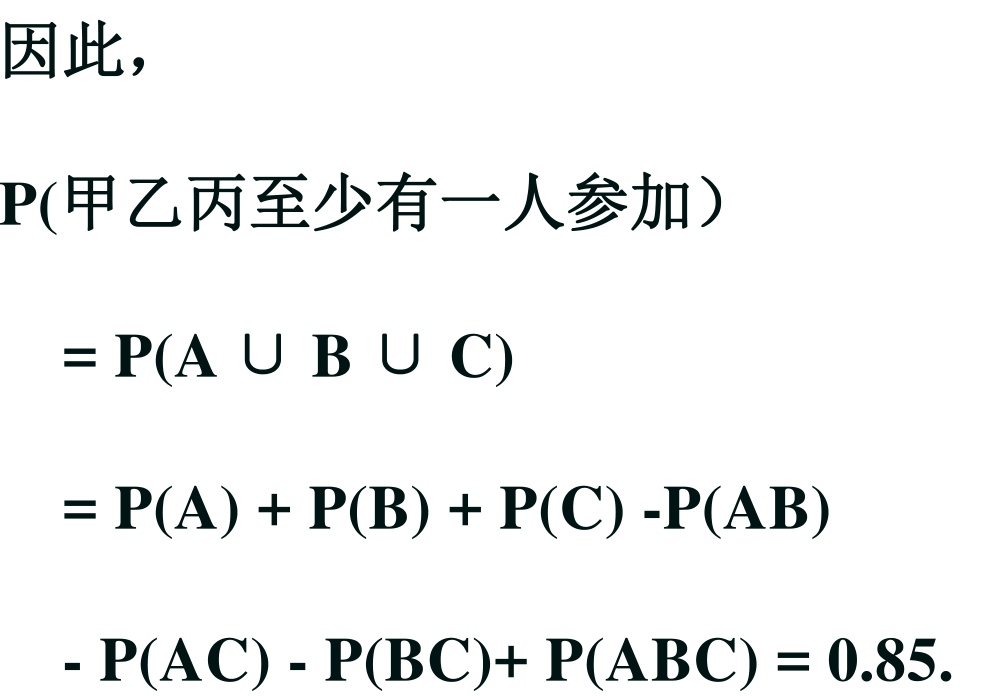 因此，
P(甲乙丙至少有一人参加）
= P(A ∪ B ∪ C)
= P(A) + P(B) + P(C) -P(AB)
- P(AC) - P(BC)+ P(ABC) = 0.85.